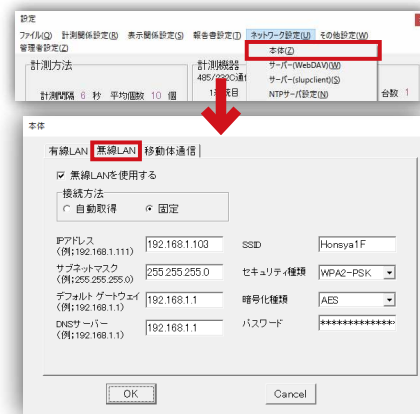 設定
ファイル(Q) 計測関係設定(R) 表示関係設定(S) 報告書設定(T) ネットワーク設定(U) その他設定(W)
管理者設定(Z)
計測方法
計測機器
485/232C通
計測間隔 6 秒 平均個数 10 個
台数 1
本体(Z)
サーバー(WebDAV)(W)
サーバー(slupclient)(S)
NTPサーバ設定(N)
本体
有線LAN 無線LAN 移動体通信
無線LANを使用する
接続方法
自動取得 固定
IPアドレス
(例;192.168.1.111)
192.168.1.103
SSID
Honsya1F
サブネットマスク
(例;255.255.255.0)
255.255.255.0
セキュリティ種類
WPA2-PSK
デフォルト ゲートウェイ
(例;192.168.1.1)
192.168.1.1
暗号化種類
AES
DNSサーバー
(例;192.168.1.1)
192.168.1.1
パスワード
*************
OK
Cancel